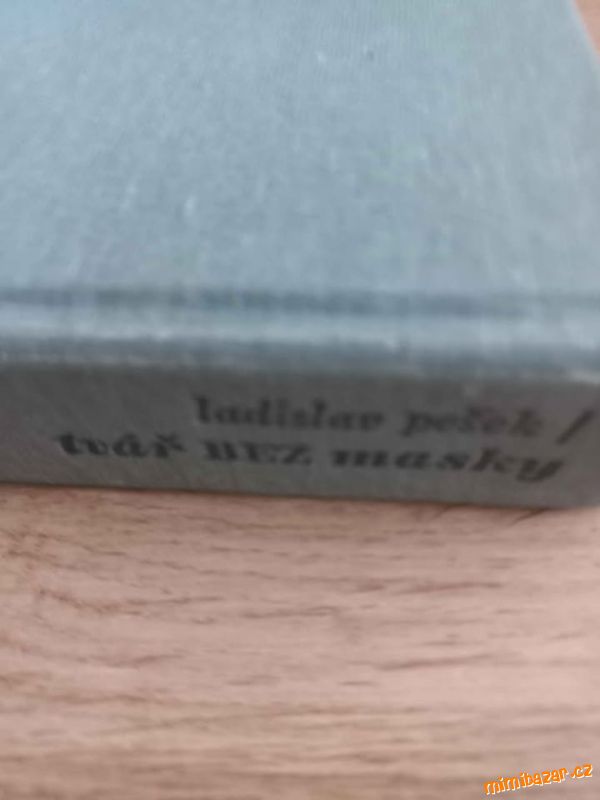 ladislav pešek /
tvář BEZ masky
mimibazar.cz